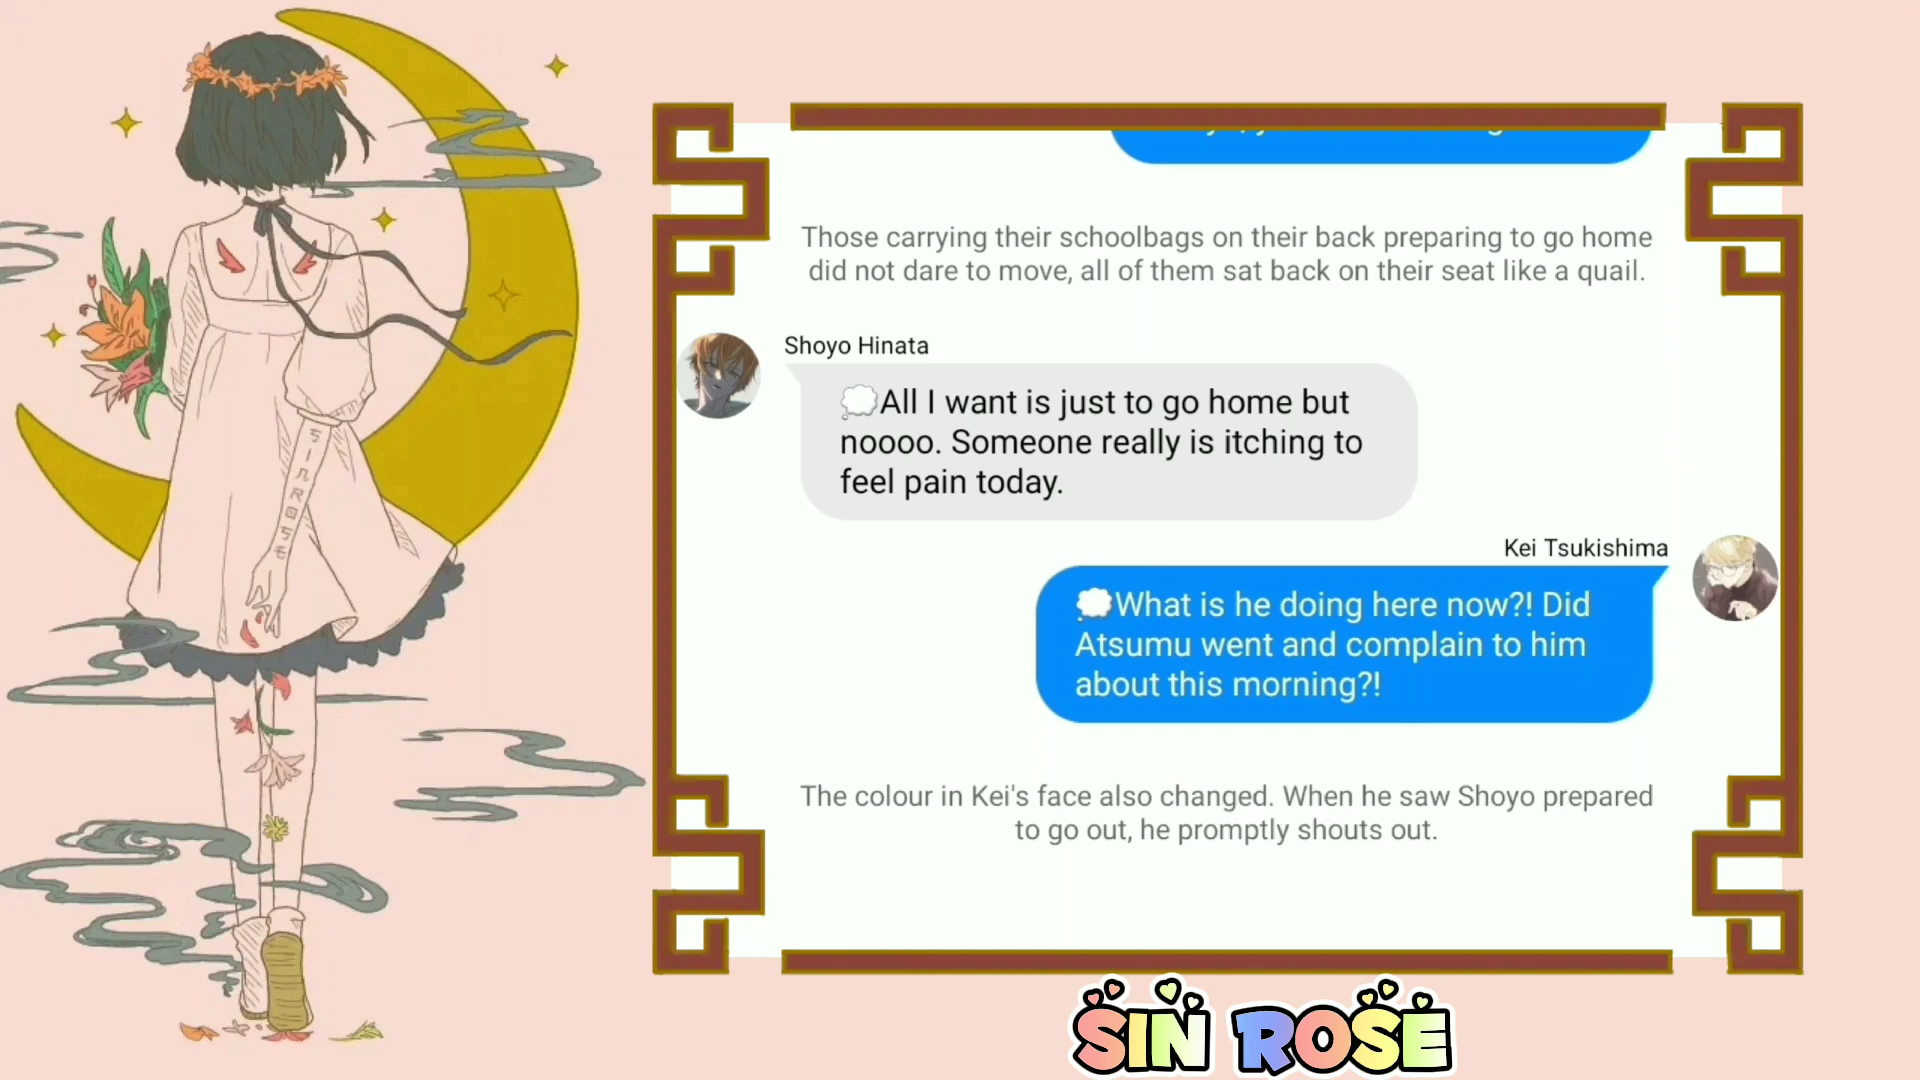 Those carrying their schoolbags on their back preparing to go home
did not dare to move, all of them sat back on their seat like a quail.
Shoyo Hinata
💭All I want is just to go home but
noooo. Someone really is itching to
feel pain today.
Kei Tsukishima
💭What is he doing here now?! Did
Atsumu went and complain to him
about this morning?!
The colour in Kei's face also changed. When he saw Shoyo prepared
to go out, he promptly shouts out.
SIN ROSE
SINROSE